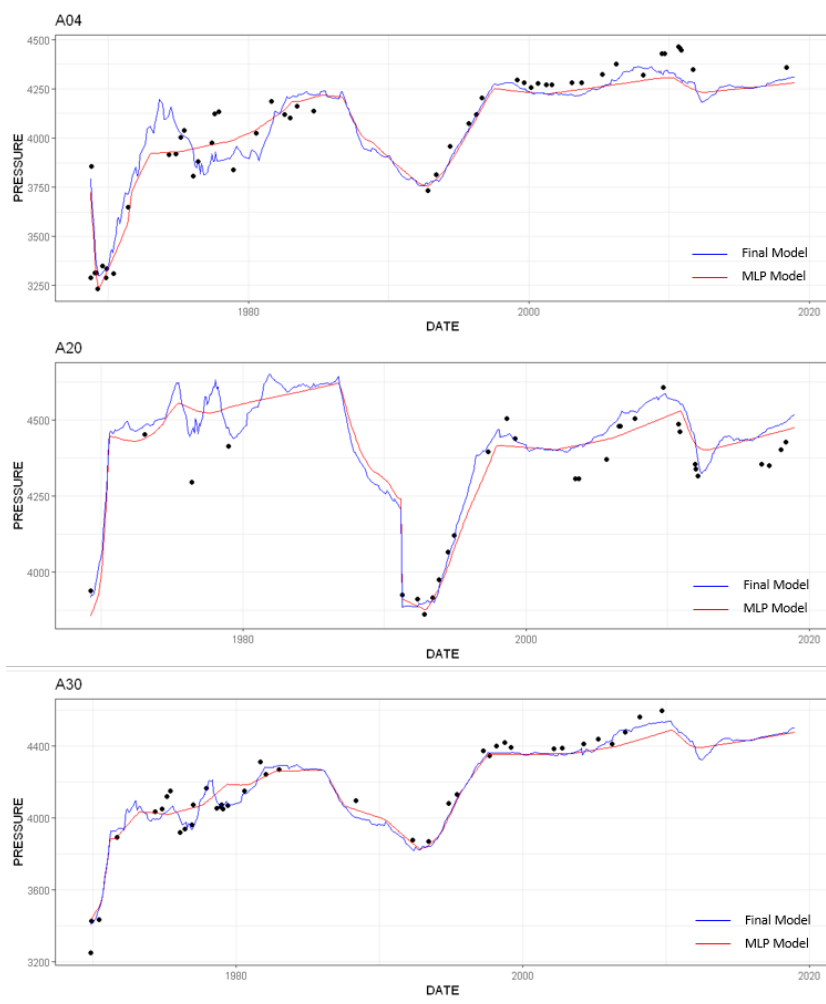 A04
4500
4250
4000
3750
3500
3250
PRESSURE
Final Model
MLP Model
1980
2000
2020
DATE
A20
4500
4250
4000
PRESSURE
Final Model
MLP Model
1980
2000
2020
DATE
A30
4400
4000
3600
3200
PRESSURE
Final Model
MLP Model
1980
2000
2020
DATE